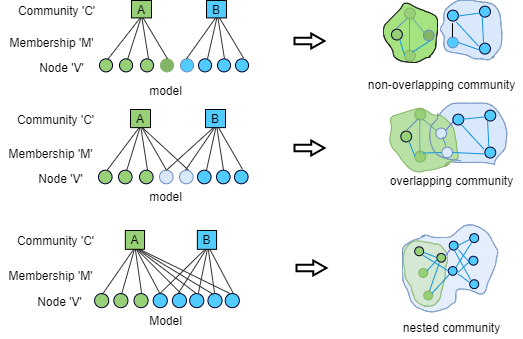 Community 'C'
A
B
Membership 'M'
Node 'V'
model
non-overlapping community
Community 'C'
A
B
Membership 'M'
Node 'V'
model
overlapping community
Community 'C'
A
B
Membership 'M'
Node 'V'
Model
nested community